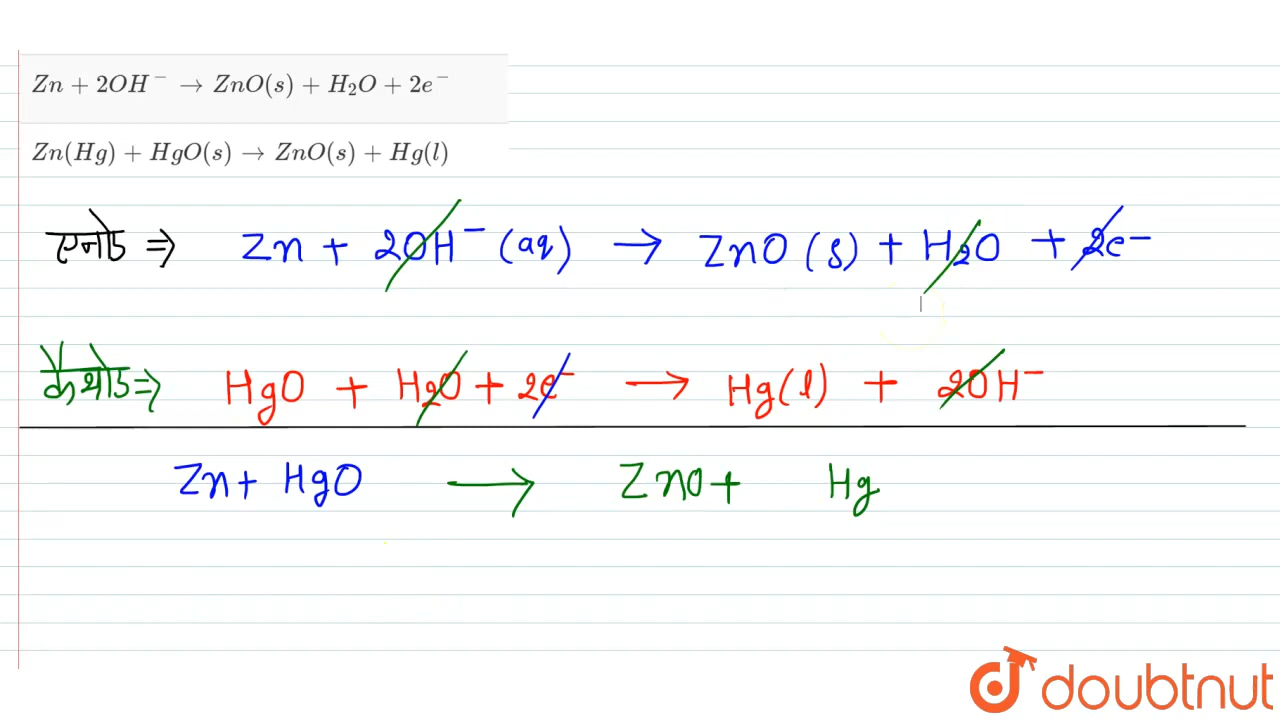 Zn + 2OH⁻ → ZnO(s) + H₂O + 2e⁻
Zn(Hg) + HgO(s) → ZnO(s) + Hg(l)
एनोड ⇒ Zn + 2OH⁻ (aq) → ZnO (s) + H₂O + 2e⁻
कैथोड ⇒ HgO + H₂O + 2e⁻ → Hg(l) + 2OH⁻
Zn + HgO → ZnO + Hg
doubtnut